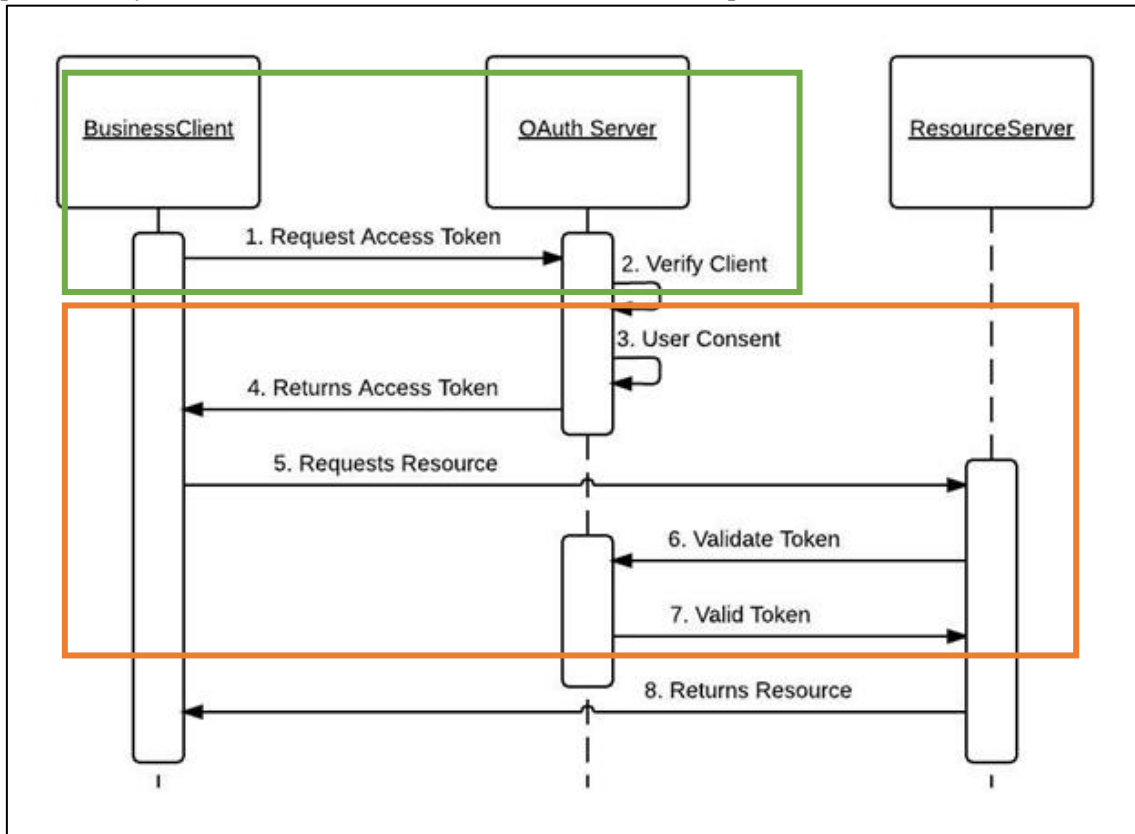 BusinessClient
OAuth Server
ResourceServer
1. Request Access Token
2. Verify Client
3. User Consent
4. Returns Access Token
5. Requests Resource
6. Validate Token
7. Valid Token
8. Returns Resource